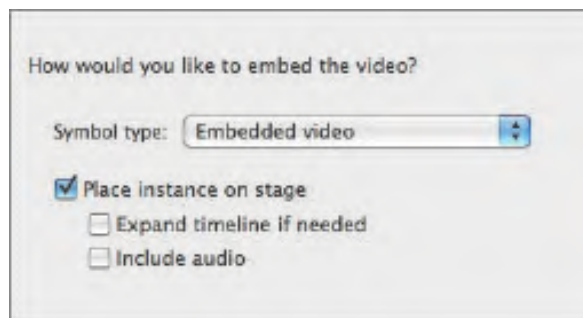 How would you like to embed the video?
Symbol type: Embedded video
Place instance on stage
Expand timeline if needed
Include audio